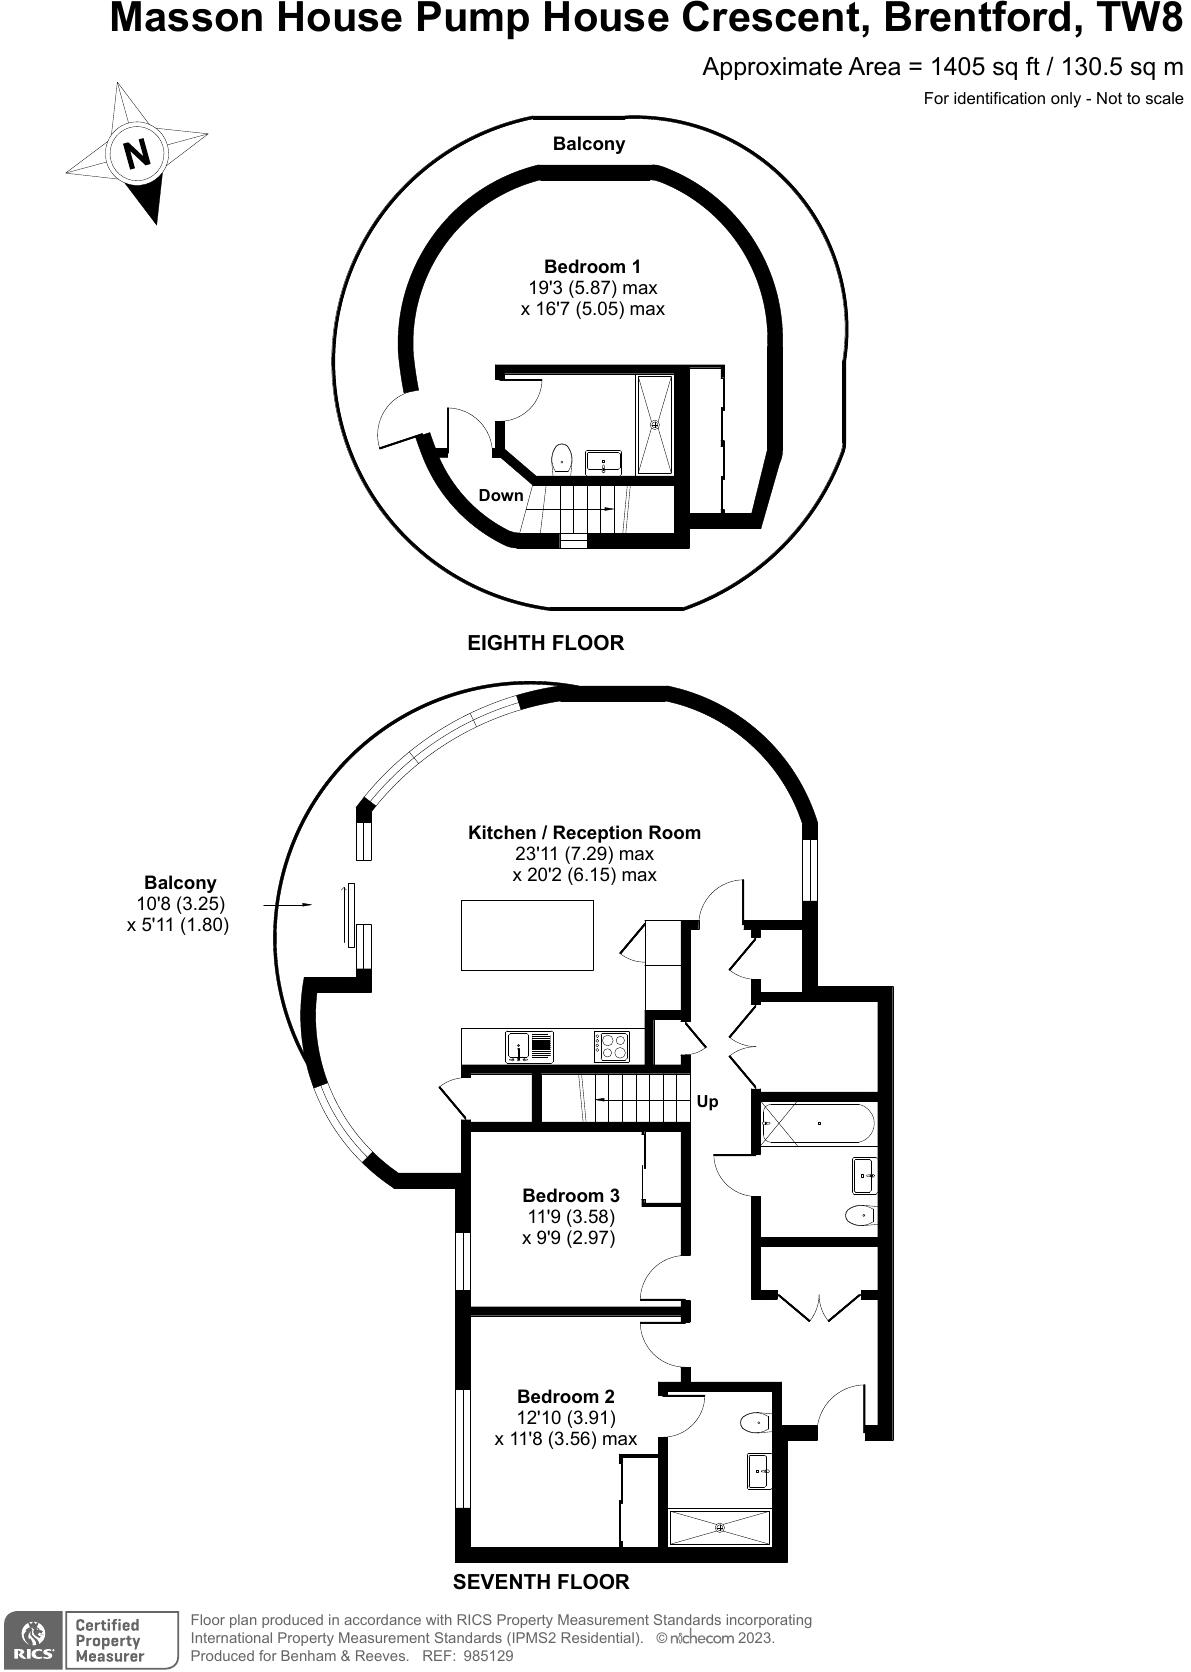 Masson House Pump House Crescent, Brentford, TW8
Approximate Area = 1405 sq ft / 130.5 sq m
For identification only - Not to scale
N
Balcony
Bedroom 1
19'3 (5.87) max
x 16'7 (5.05) max
Down
EIGHTH FLOOR
Kitchen / Reception Room
23'11 (7.29) max
x 20'2 (6.15) max
Balcony
10'8 (3.25)
x 5'11 (1.80)
Up
Bedroom 3
11'9 (3.58)
x 9'9 (2.97)
Bedroom 2
12'10 (3.91)
x 11'8 (3.56) max
SEVENTH FLOOR
RICS
Certified
Property
Measurer
Floor plan produced in accordance with RICS Property Measurement Standards incorporating
International Property Measurement Standards (IPMS2 Residential). © nichecom 2023.
Produced for Benham & Reeves. REF: 985129